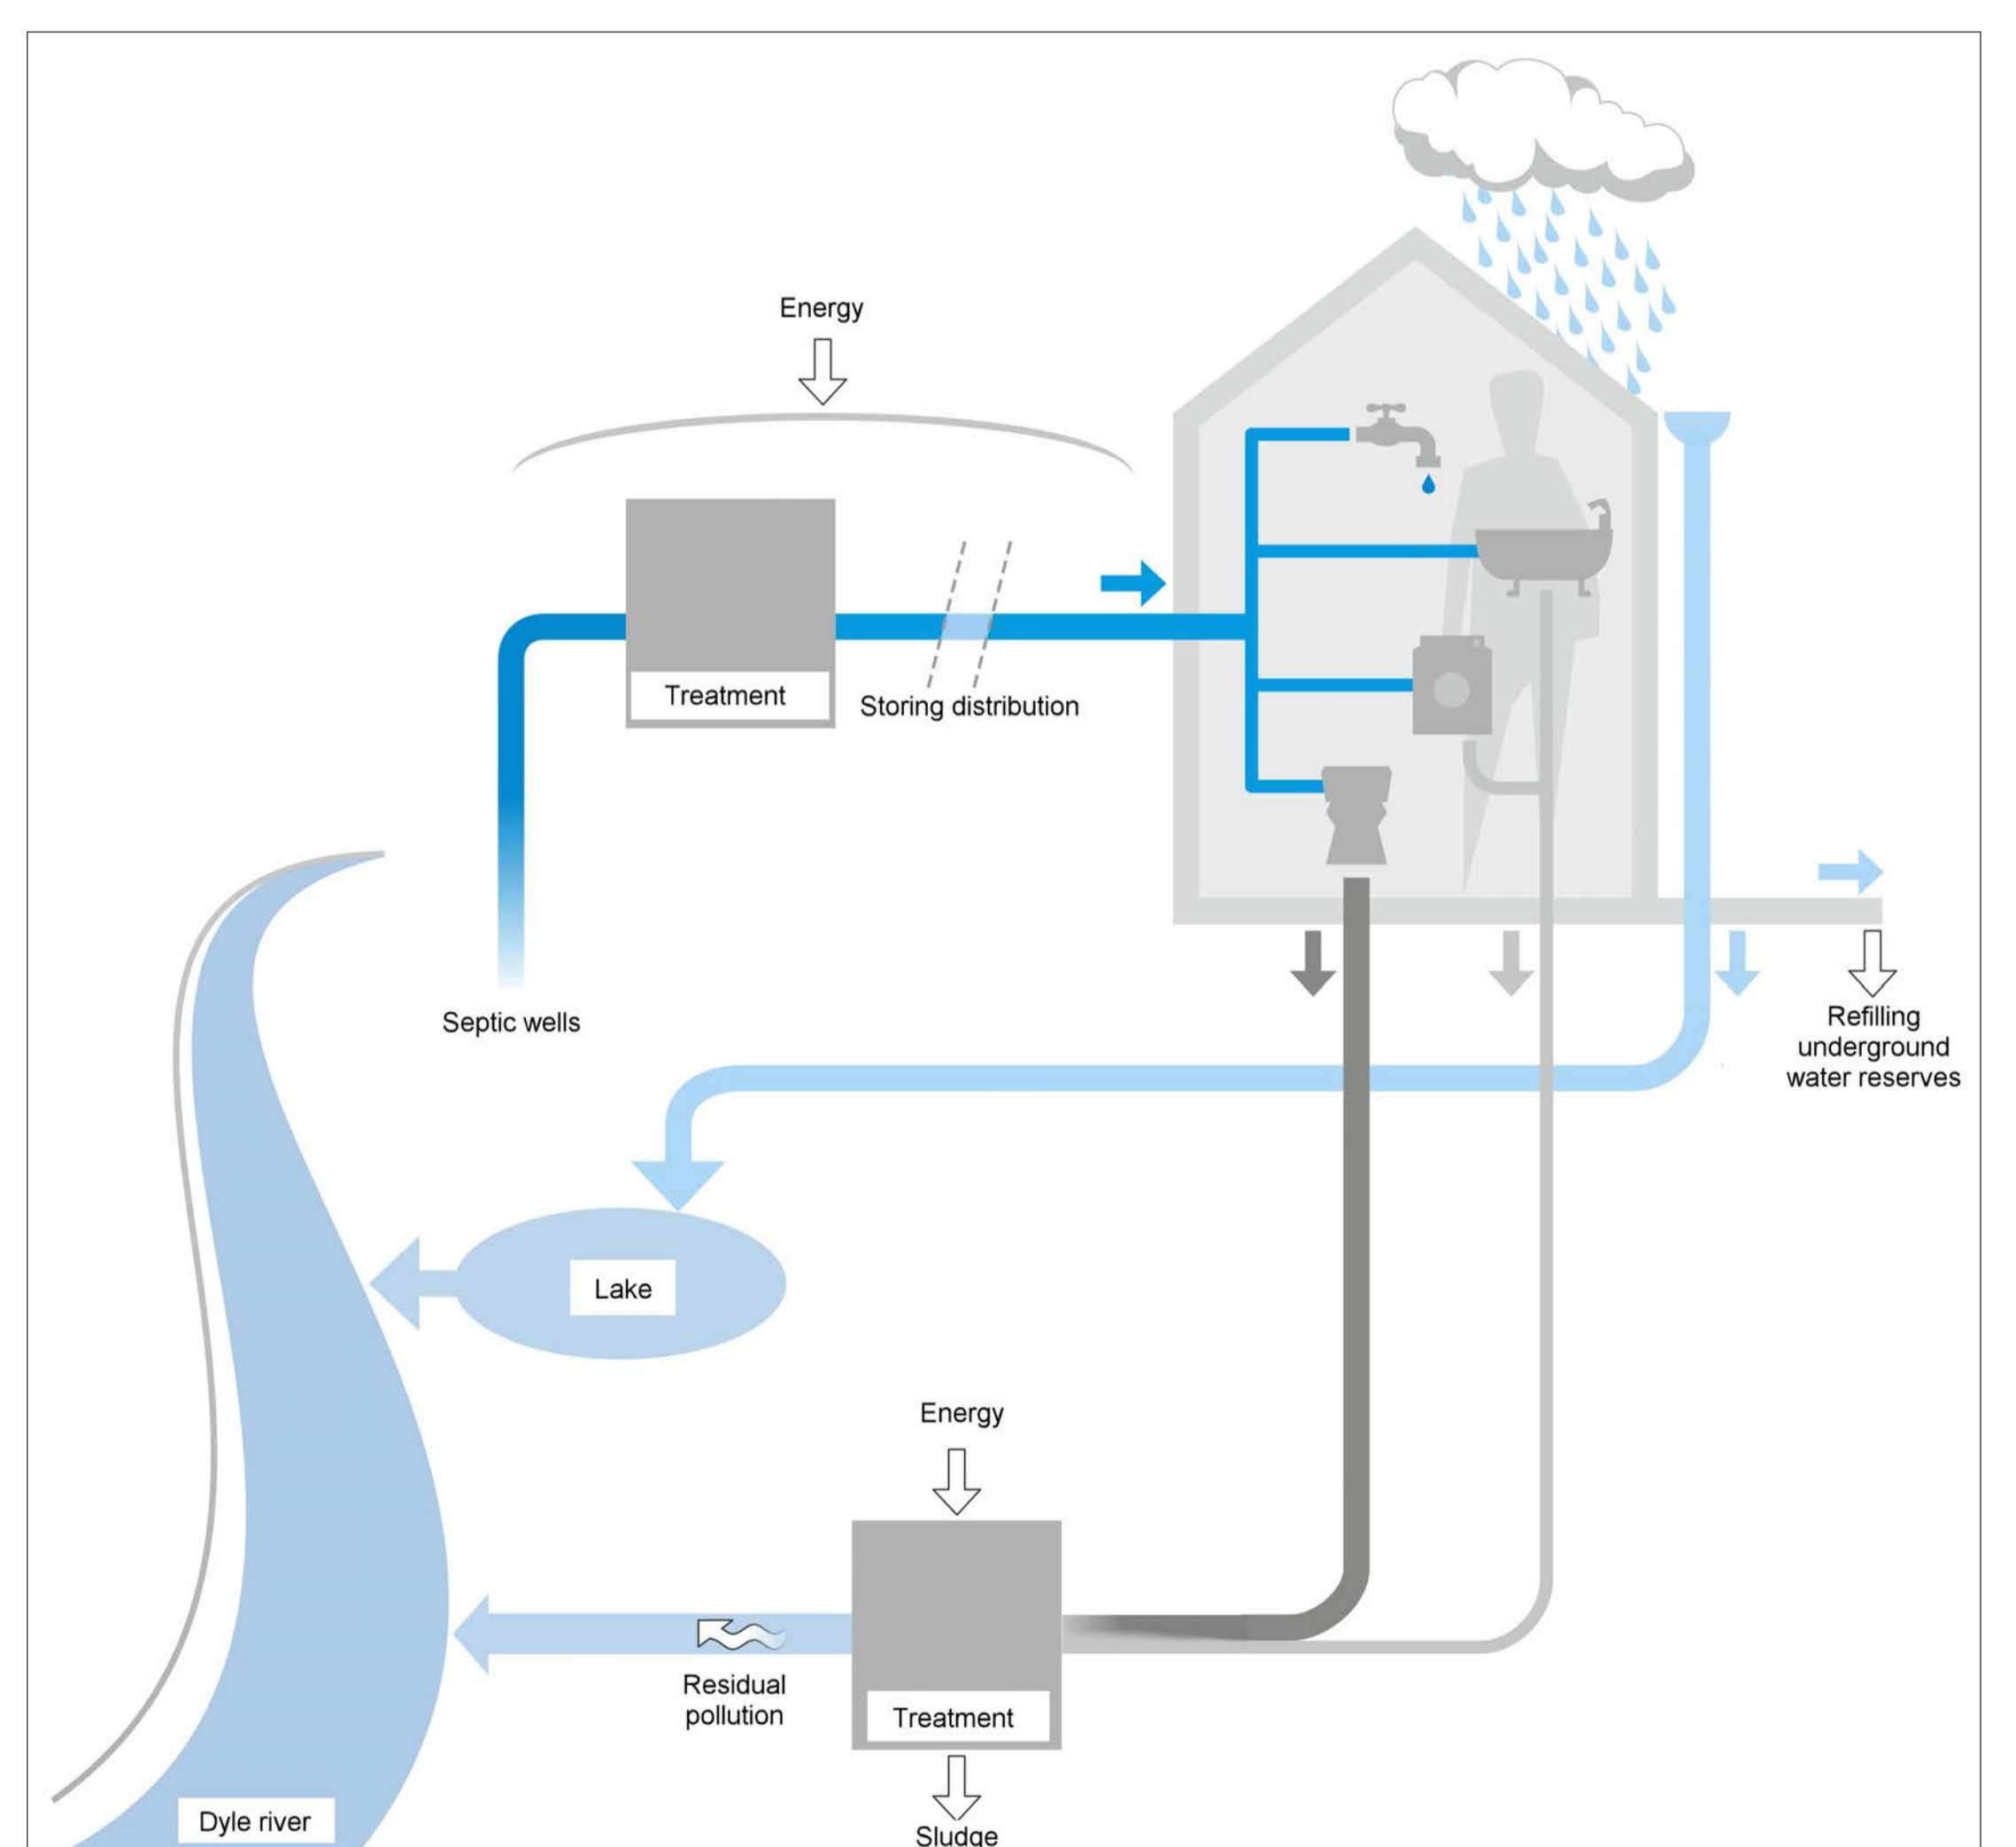 Energy
Treatment
Storing distribution
Septic wells
Refilling
underground
water reserves
Lake
Energy
Residual
pollution
Treatment
Dyle river
Sludge